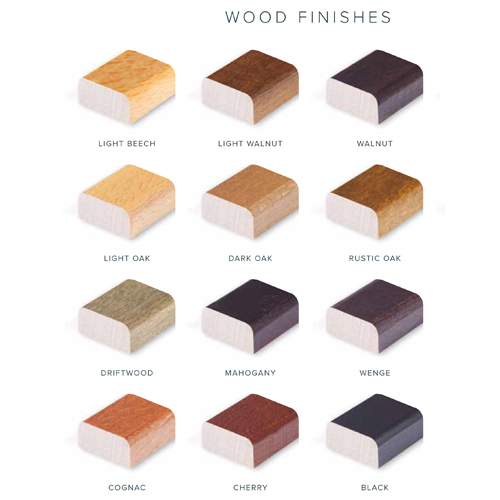 WOOD FINISHES
LIGHT BEECH
LIGHT WALNUT
WALNUT
LIGHT OAK
DARK OAK
RUSTIC OAK
DRIFTWOOD
MAHOGANY
WENGE
COGNAC
CHERRY
BLACK